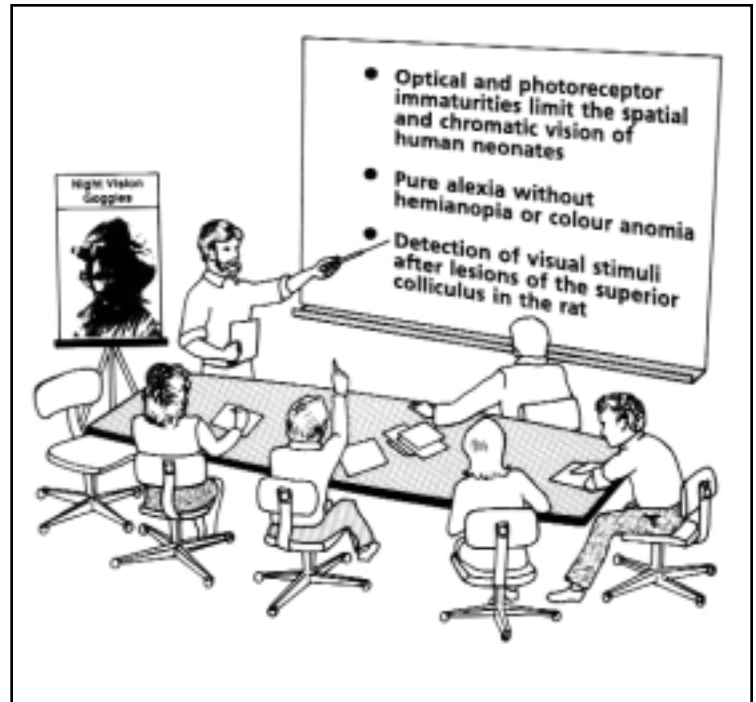 Night Vision
Goggles
● Optical and photoreceptor
immaturities limit the spatial
and chromatic vision of
human neonates
● Pure alexia without
hemianopia or colour anomia
● Detection of visual stimuli
after lesions of the superior
colliculus in the rat